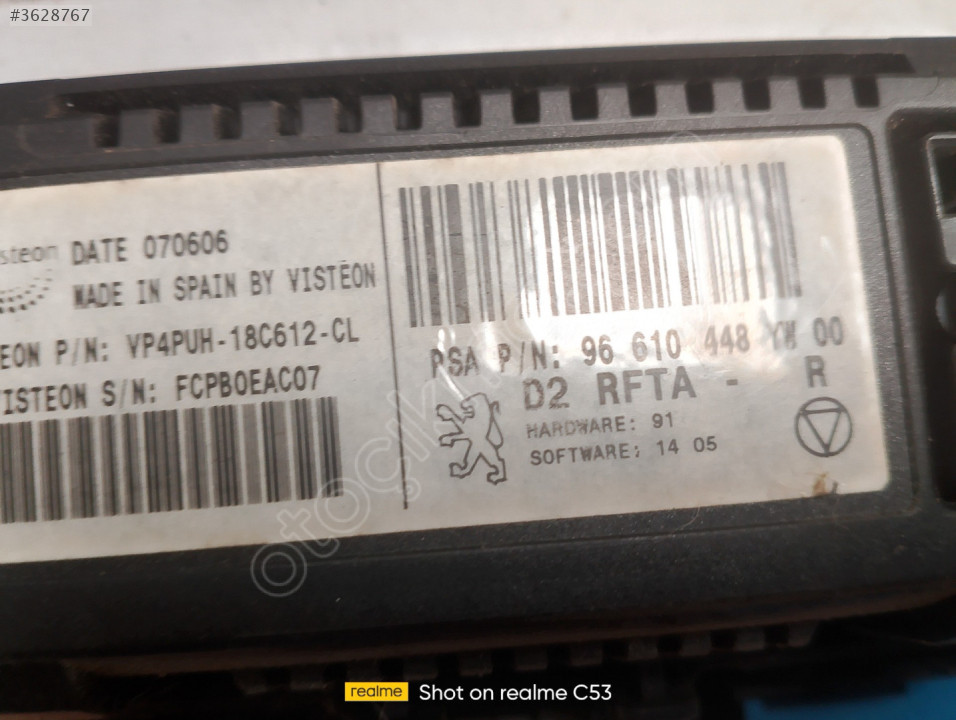 #3628767
steon DATE 070606
MADE IN SPAIN BY VISTEON
EON P/N: VP4PUH-18C612-CL
ISTEON S/N: FCPB0EAC07
PSA P/N: 96 610 448 YW 00
D2 RFTA - R
HARDWARE: 91
SOFTWARE: 14 05
realme Shot on realme C53